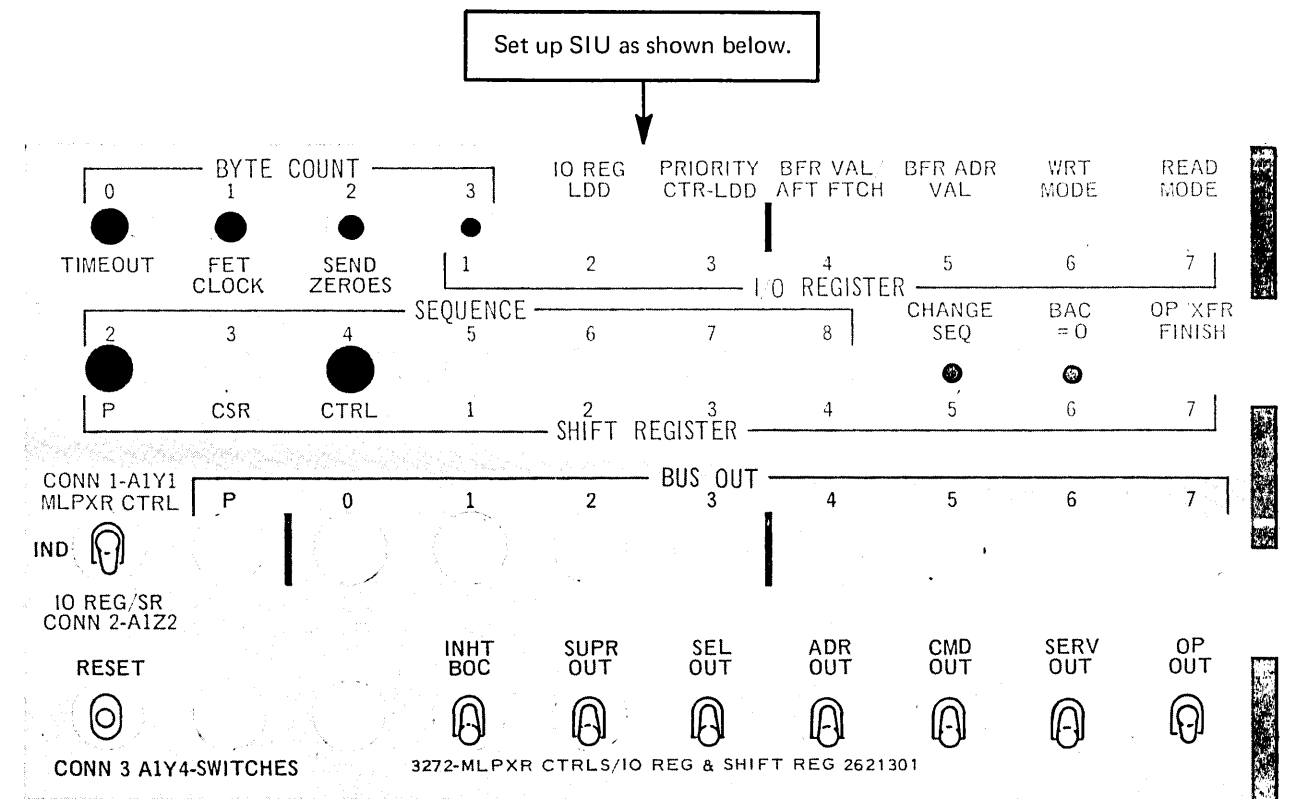 Set up SIU as shown below.
BYTE COUNT
0 1 2 3
IO REG LDD
PRIORITY CTR-LDD
BFR VAL/ AFT FTCH
BFR ADR VAL
WRT MODE
READ MODE
TIMEOUT
FET CLOCK
SEND ZEROES
1 2 3 4 5 6 7
I/O REGISTER
SEQUENCE
2 3 4 5 6 7 8
CHANGE SEQ
BAC = 0
OP XFR FINISH
P CSR CTRL 1 2 3 4 5 6 7
SHIFT REGISTER
CONN 1-A1Y1
MLPXR CTRL
BUS OUT
P 0 1 2 3 4 5 6 7
IND
IO REG/SR
CONN 2-A1Z2
RESET
INHT BOC
SUPR OUT
SEL OUT
ADR OUT
CMD OUT
SERV OUT
OP OUT
CONN 3 A1Y4-SWITCHES
3272-MLPXR CTRLS/IO REG & SHIFT REG 2621301